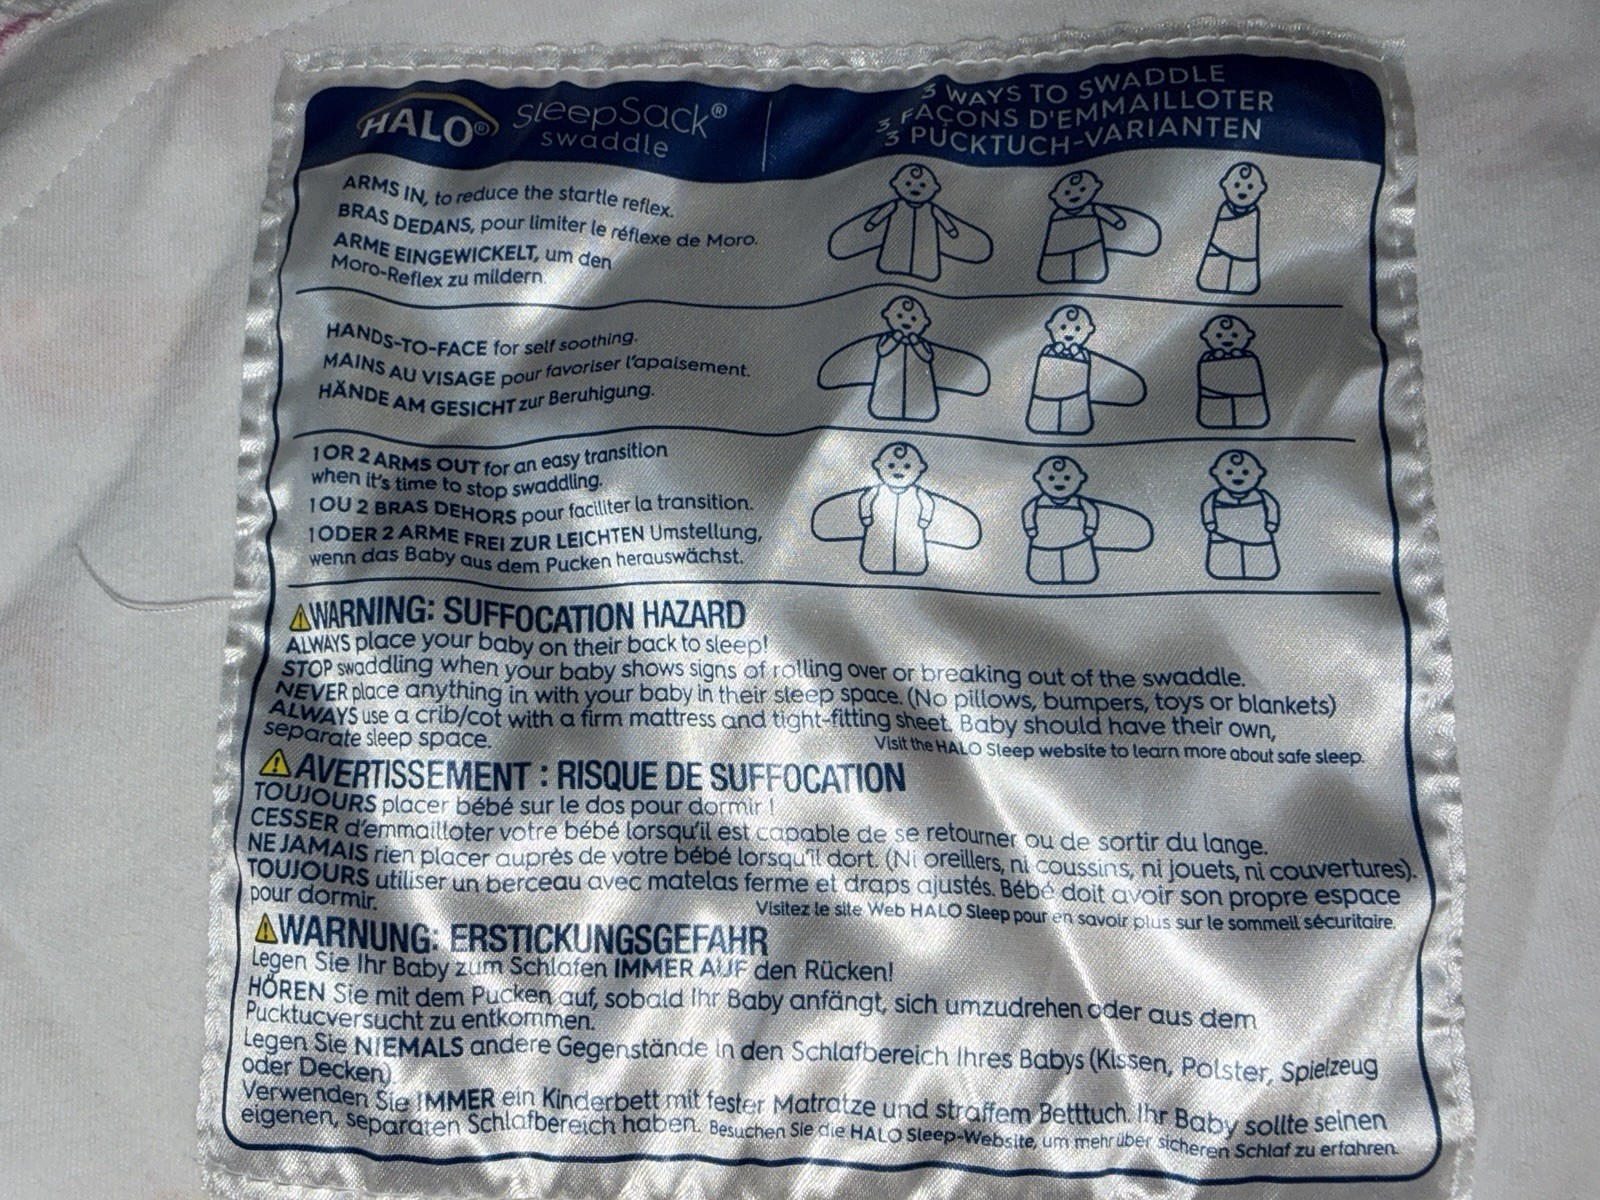 HALO® SleepSack®
swaddle
3 WAYS TO SWADDLE
3 FAÇONS D'EMMAILLOTER
3 PUCKTUCH-VARIANTEN
ARMS IN, to reduce the startle reflex.
BRAS DEDANS, pour limiter le réflexe de Moro.
ARME EINGEWICKELT, um den
Moro-Reflex zu mildern.
HANDS-TO-FACE for self soothing.
MAINS AU VISAGE pour favoriser l'apaisement.
HÄNDE AM GESICHT zur Beruhigung.
1 OR 2 ARMS OUT for an easy transition
when it's time to stop swaddling.
1 OU 2 BRAS DEHORS pour faciliter la transition.
1 ODER 2 ARME FREI ZUR LEICHTEN Umstellung,
wenn das Baby aus dem Pucken herauswächst.
⚠WARNING: SUFFOCATION HAZARD
ALWAYS place your baby on their back to sleep!
STOP swaddling when your baby shows signs of rolling over or breaking out of the swaddle.
NEVER place anything in with your baby in their sleep space. (No pillows, bumpers, toys or blankets)
ALWAYS use a crib/cot with a firm mattress and tight-fitting sheet. Baby should have their own,
separate sleep space.
Visit the HALO Sleep website to learn more about safe sleep.
⚠AVERTISSEMENT : RISQUE DE SUFFOCATION
TOUJOURS placer bébé sur le dos pour dormir !
CESSER d'emmailloter votre bébé lorsqu'il est capable de se retourner ou de sortir du lange.
NE JAMAIS rien placer auprès de votre bébé lorsqu'il dort. (Ni oreillers, ni coussins, ni jouets, ni couvertures).
TOUJOURS utiliser un berceau avec matelas ferme et draps ajustés. Bébé doit avoir son propre espace
pour dormir.
Visitez le site Web HALO Sleep pour en savoir plus sur le sommeil sécuritaire.
⚠WARNUNG: ERSTICKUNGSGEFAHR
Legen Sie Ihr Baby zum Schlafen IMMER AUF den Rücken!
HÖREN Sie mit dem Pucken auf, sobald Ihr Baby anfängt, sich umzudrehen oder aus dem
Pucktucversucht zu entkommen.
Legen Sie NIEMALS andere Gegenstände in den Schlafbereich Ihres Babys (Kissen, Polster, Spielzeug
oder Decken).
Verwenden Sie IMMER ein Kinderbett mit fester Matratze und straffem Betttuch. Ihr Baby sollte seinen
eigenen, separaten Schlafbereich haben. Besuchen Sie die HALO Sleep-Website, um mehr über sicheren Schlaf zu erfahren.